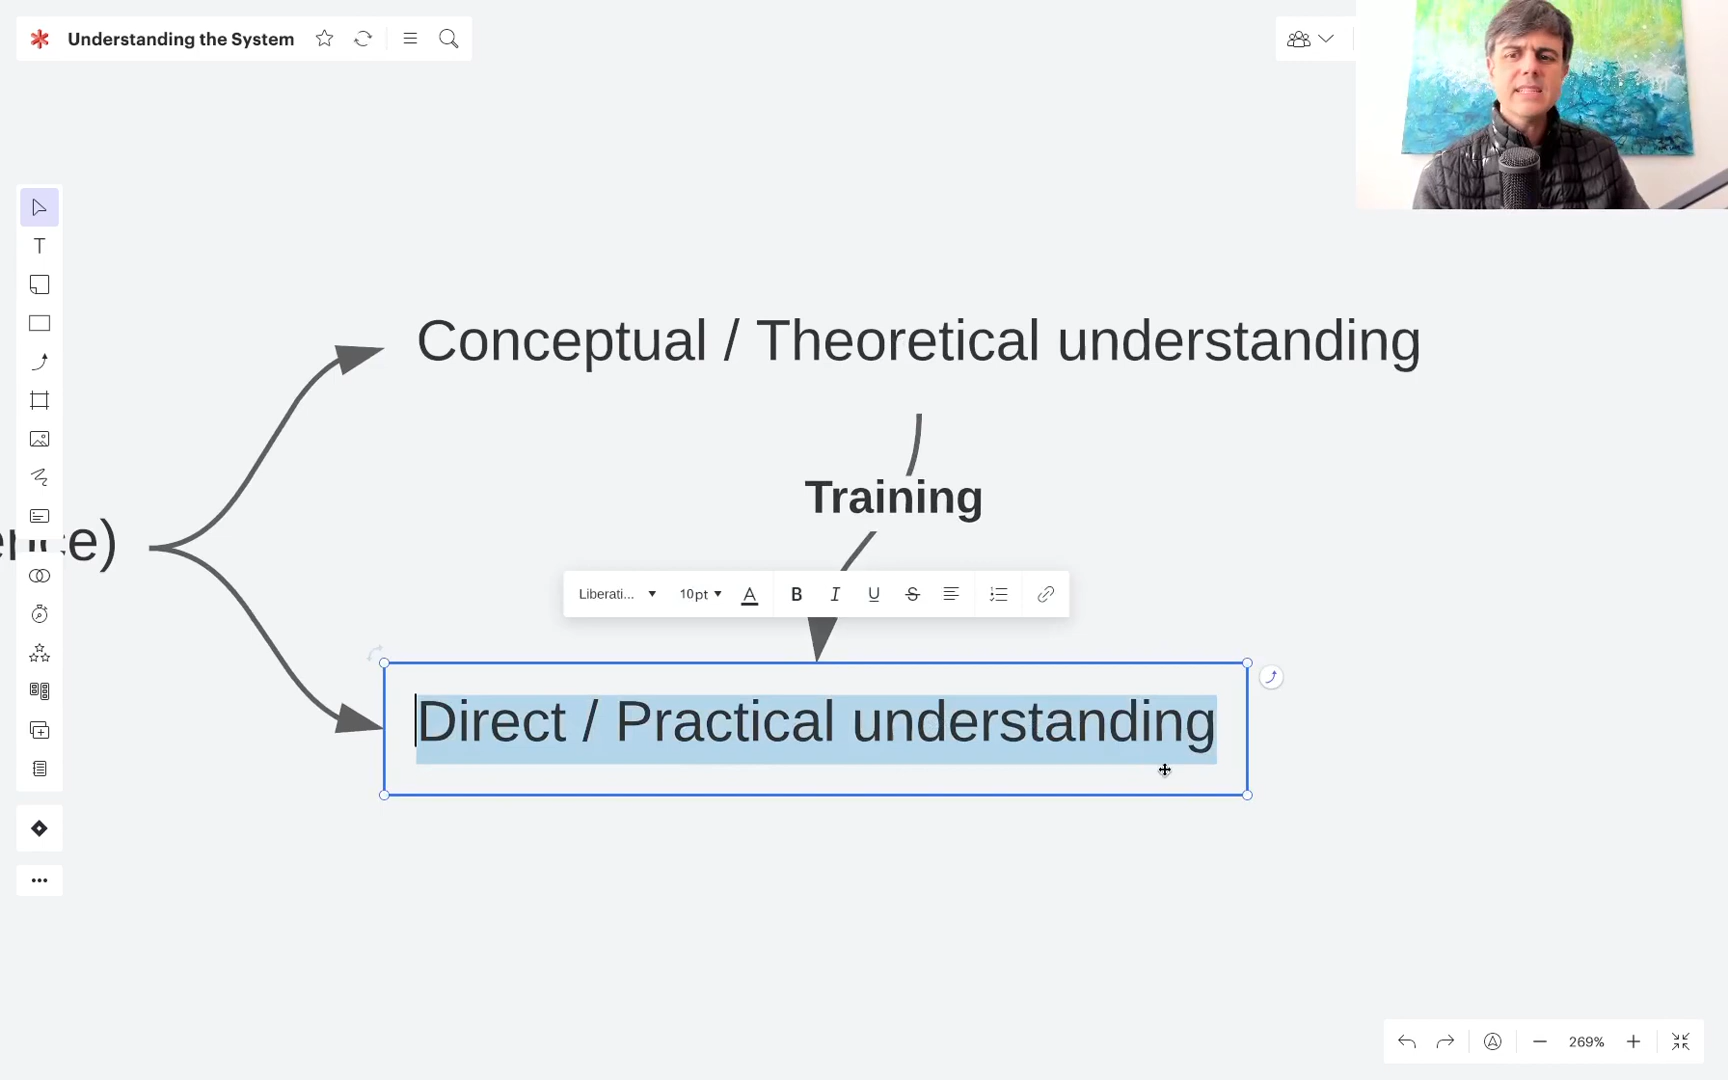 Understanding the System
T
Conceptual / Theoretical understanding
Training
Liberati... 10pt A B I U S
Direct / Practical understanding
269%